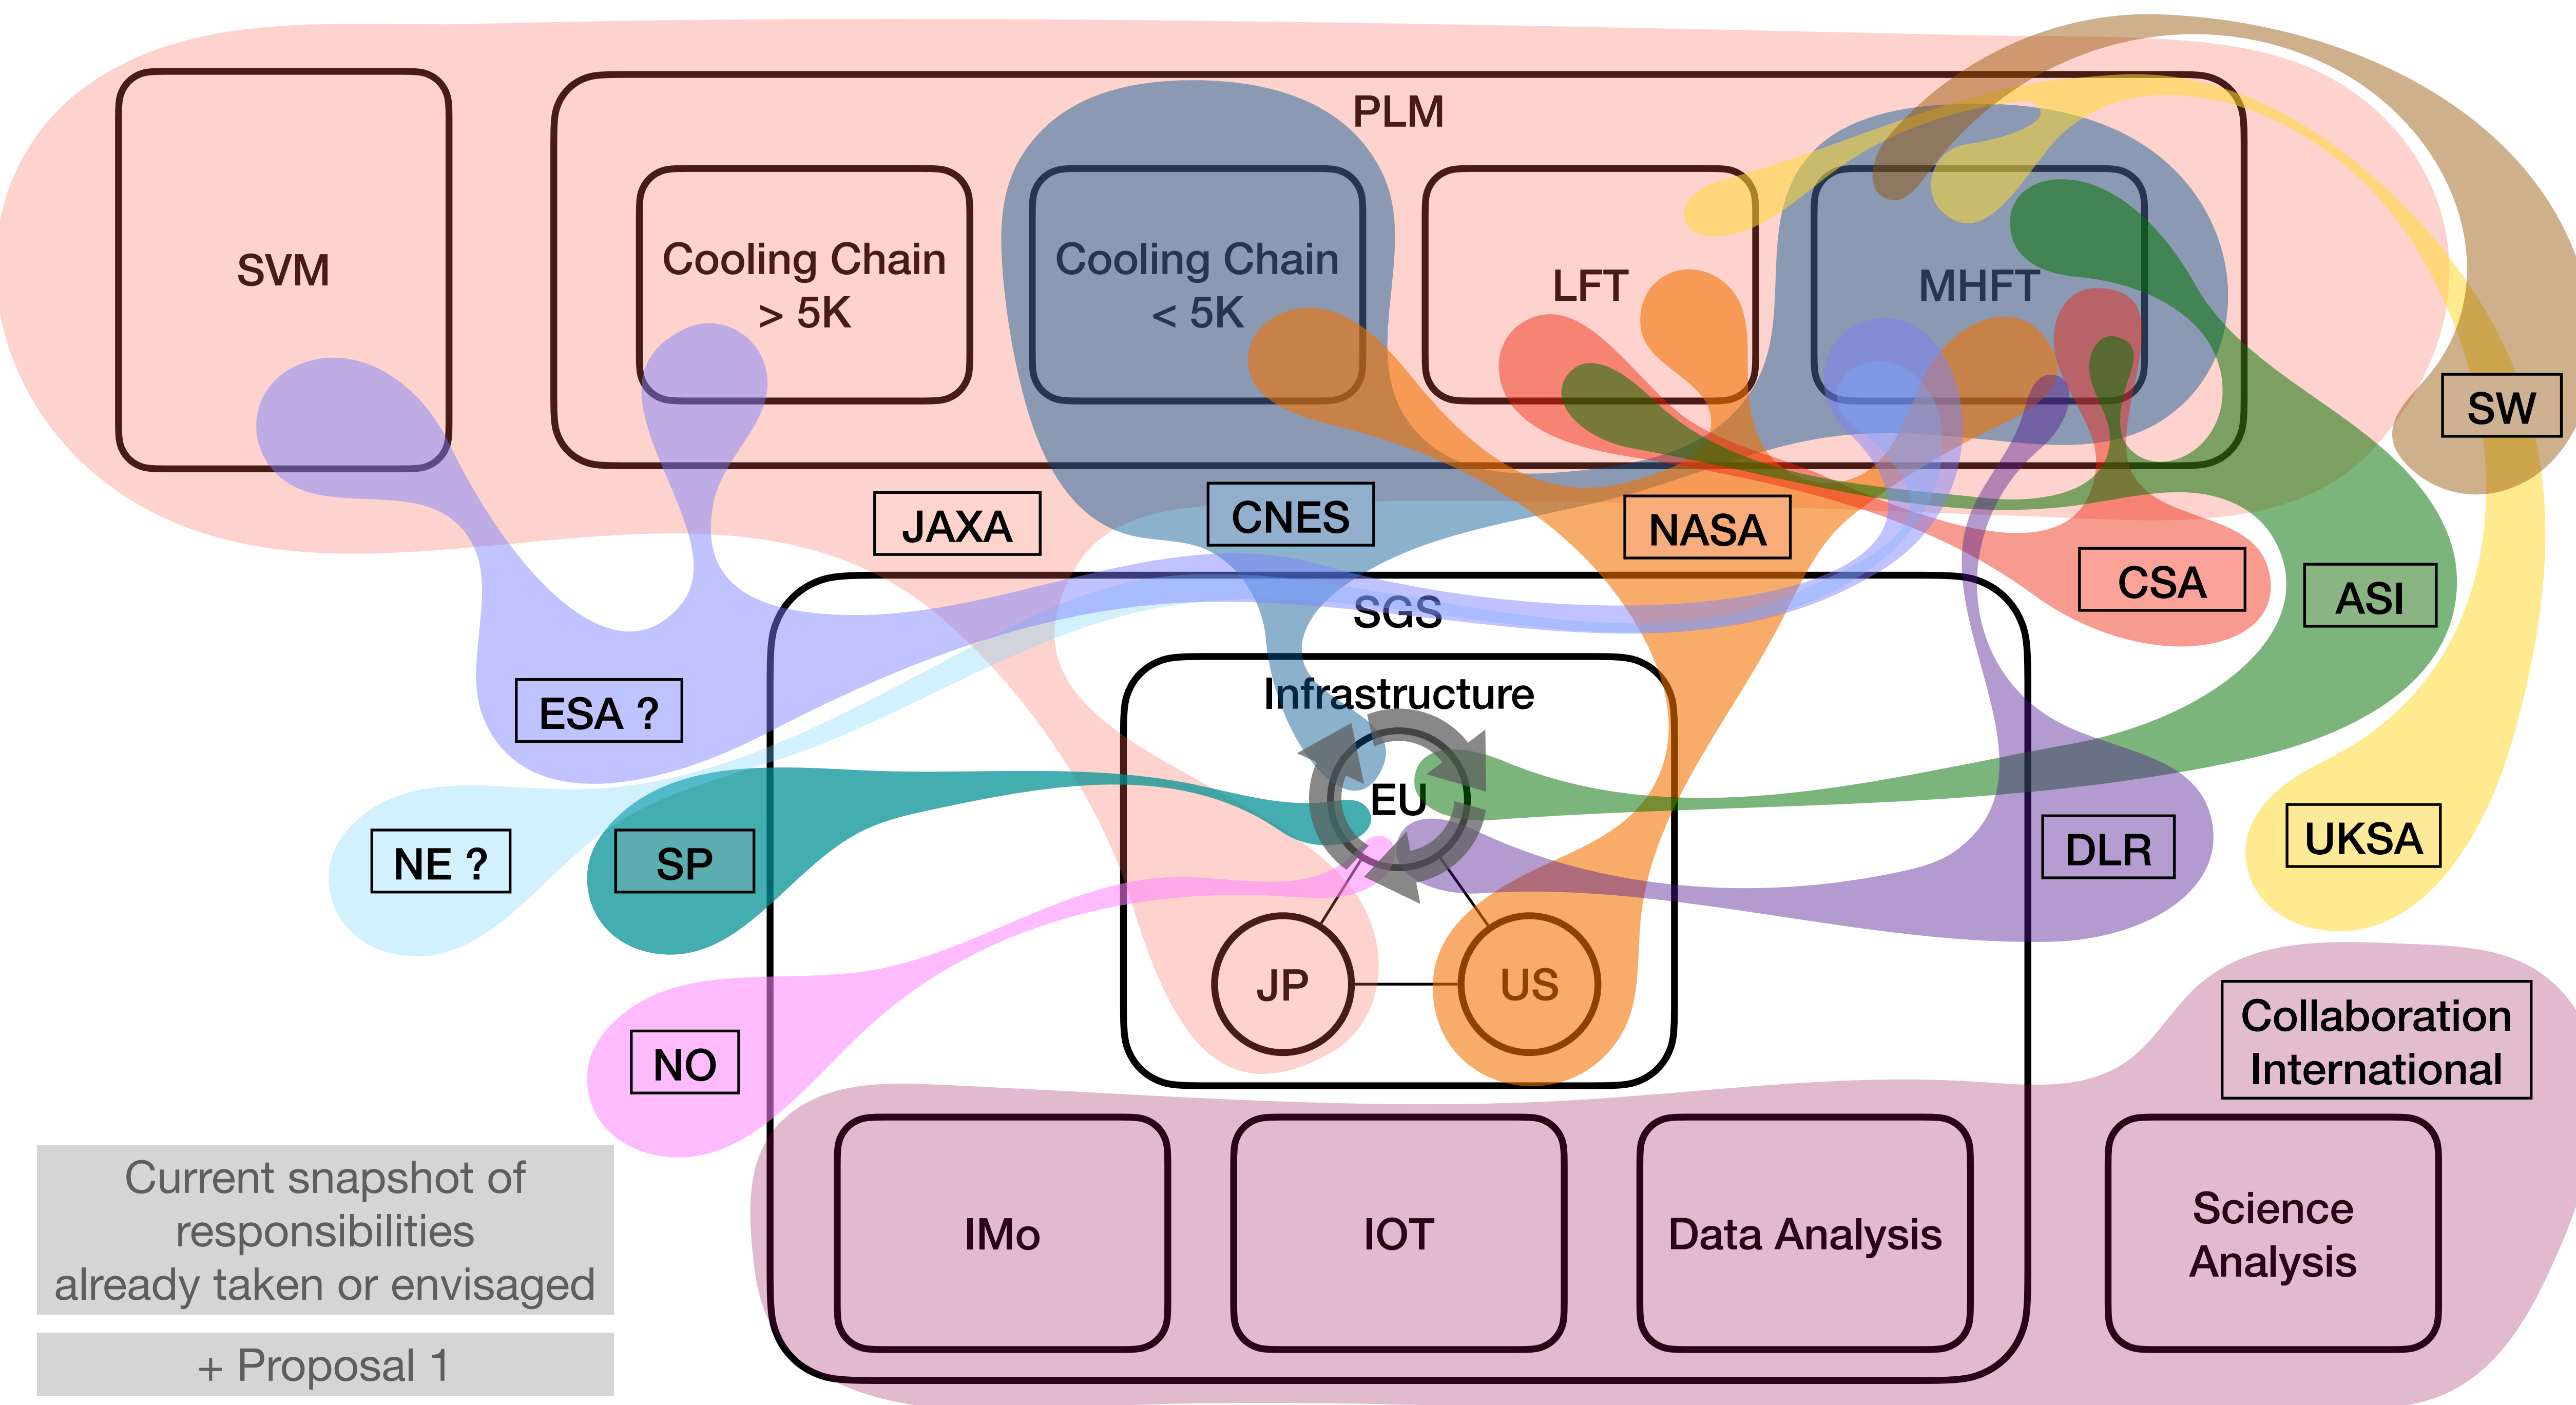 PLM
SVM
Cooling Chain
> 5K
Cooling Chain
< 5K
LFT
MHFT
SW
JAXA
CNES
NASA
CSA
ASI
SGS
Infrastructure
ESA ?
EU
NE ?
SP
DLR
UKSA
JP
US
NO
Collaboration
International
IMo
IOT
Data Analysis
Science
Analysis
Current snapshot of
responsibilities
already taken or envisaged
+ Proposal 1